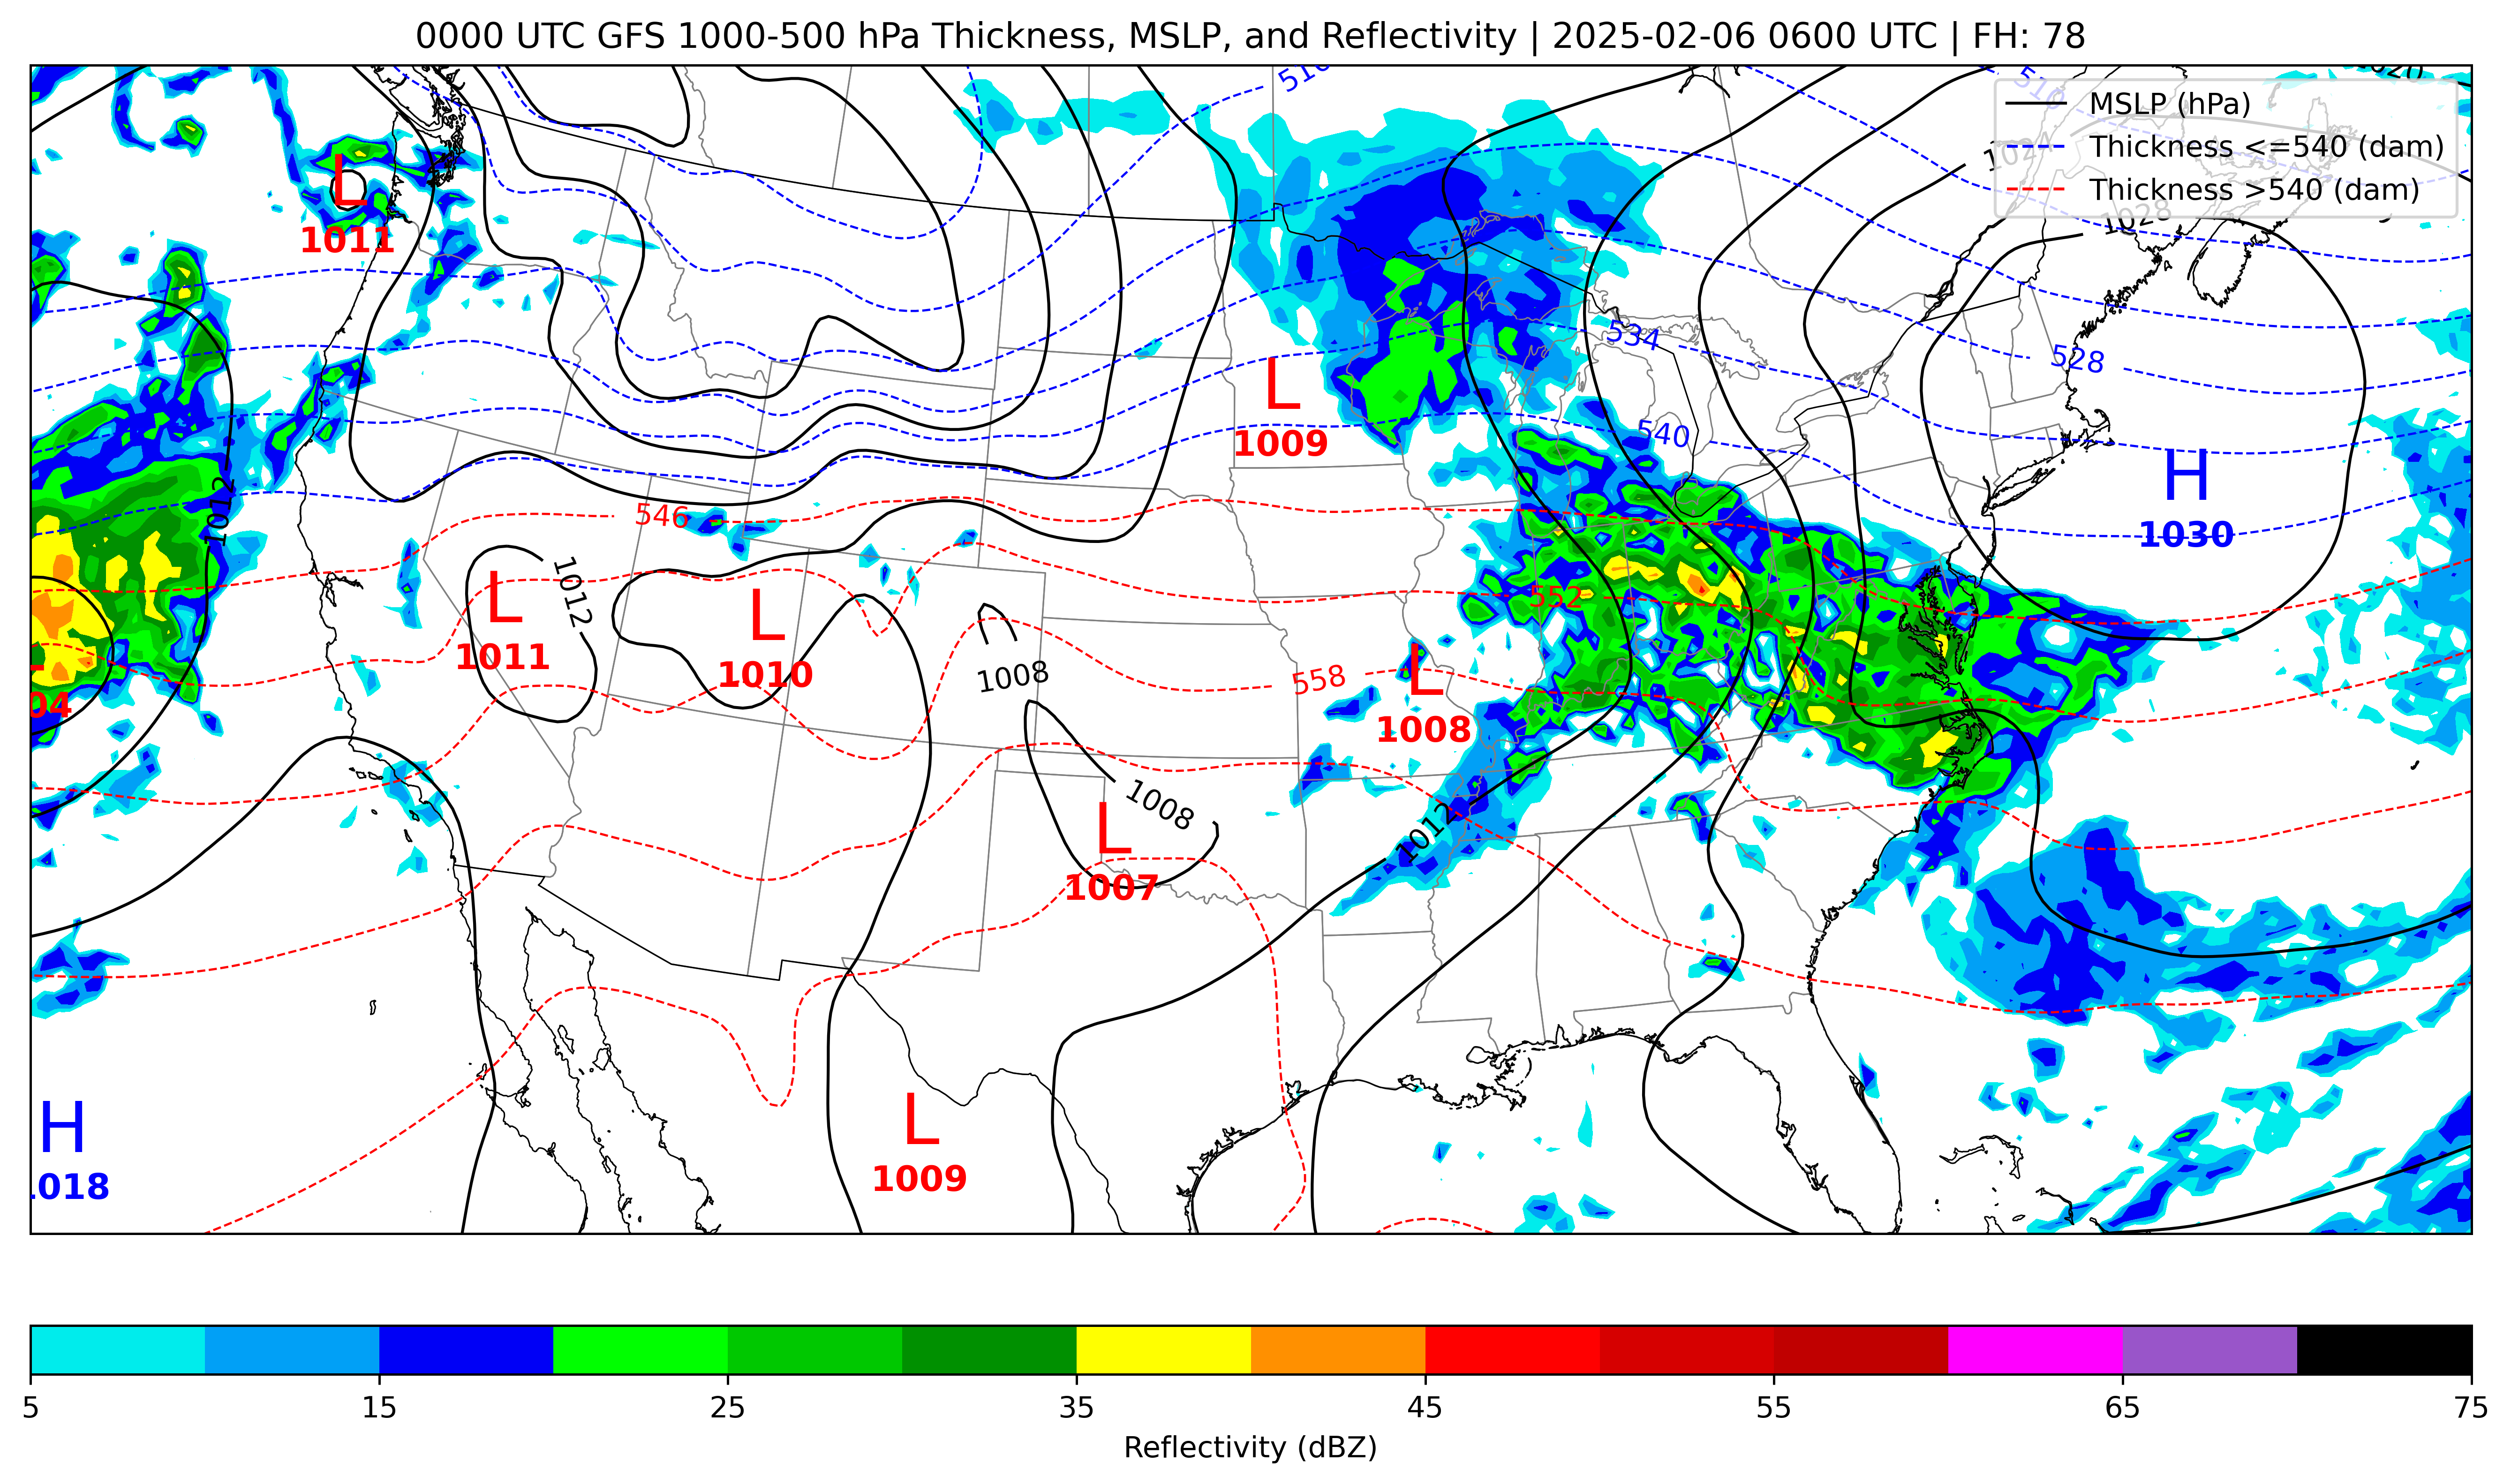 0000 UTC GFS 1000-500 hPa Thickness, MSLP, and Reflectivity | 2025-02-06 0600 UTC | FH: 78
510
1020
MSLP (hPa)
Thickness <=540 (dam)
Thickness >540 (dam)
1028
L
1011
534
528
L
1009
540
H
1030
1012
546
L
1011
1012
L
1010
552
1008
558
L
1008
04
L
1007
1008
1012
H
1018
L
1009
5
15
25
35
45
55
65
75
Reflectivity (dBZ)